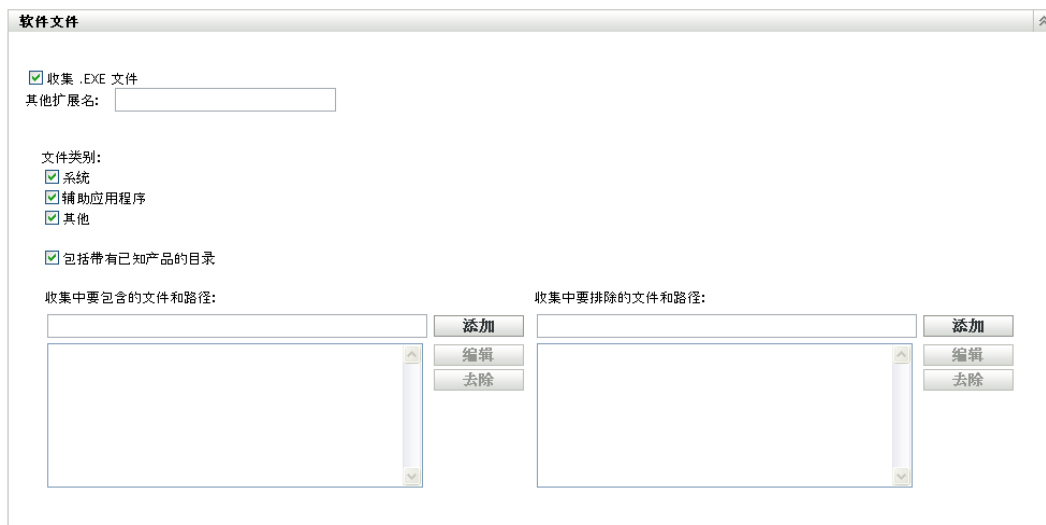 软件文件
收集 .EXE 文件
其他扩展名:
文件类别:
系统
辅助应用程序
其他
包括带有已知产品的目录
收集中要包含的文件和路径: 收集中要排除的文件和路径:
添加 添加
编辑 编辑
去除 去除